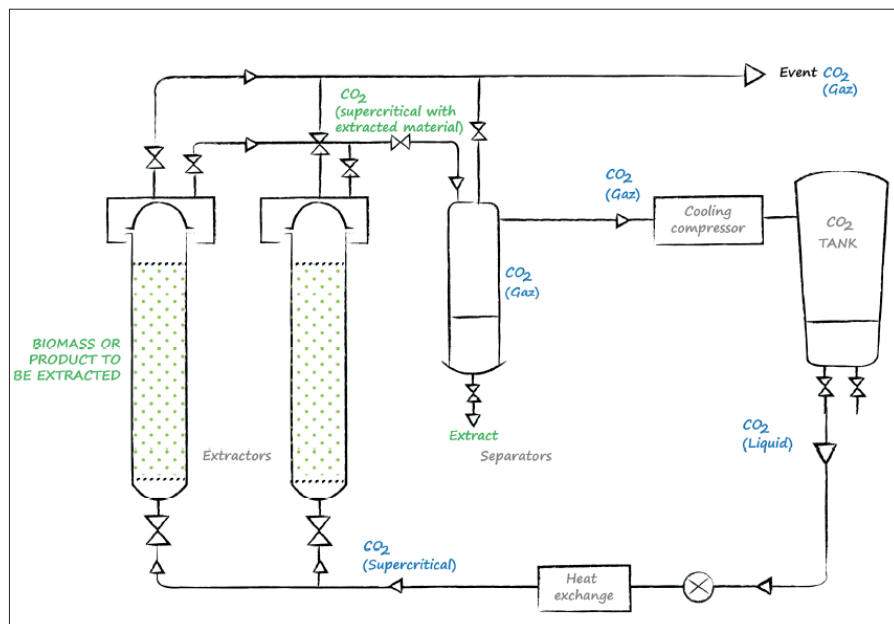 Event CO2
(Gaz)
CO2
(supercritical with
extracted material)
CO2
(Gaz)
Cooling
compressor
CO2
TANK
CO2
(Gaz)
BIOMASS OR
PRODUCT TO
BE EXTRACTED
Extractors
Extract
Separators
CO2
(Liquid)
CO2
(Supercritical)
Heat
exchange